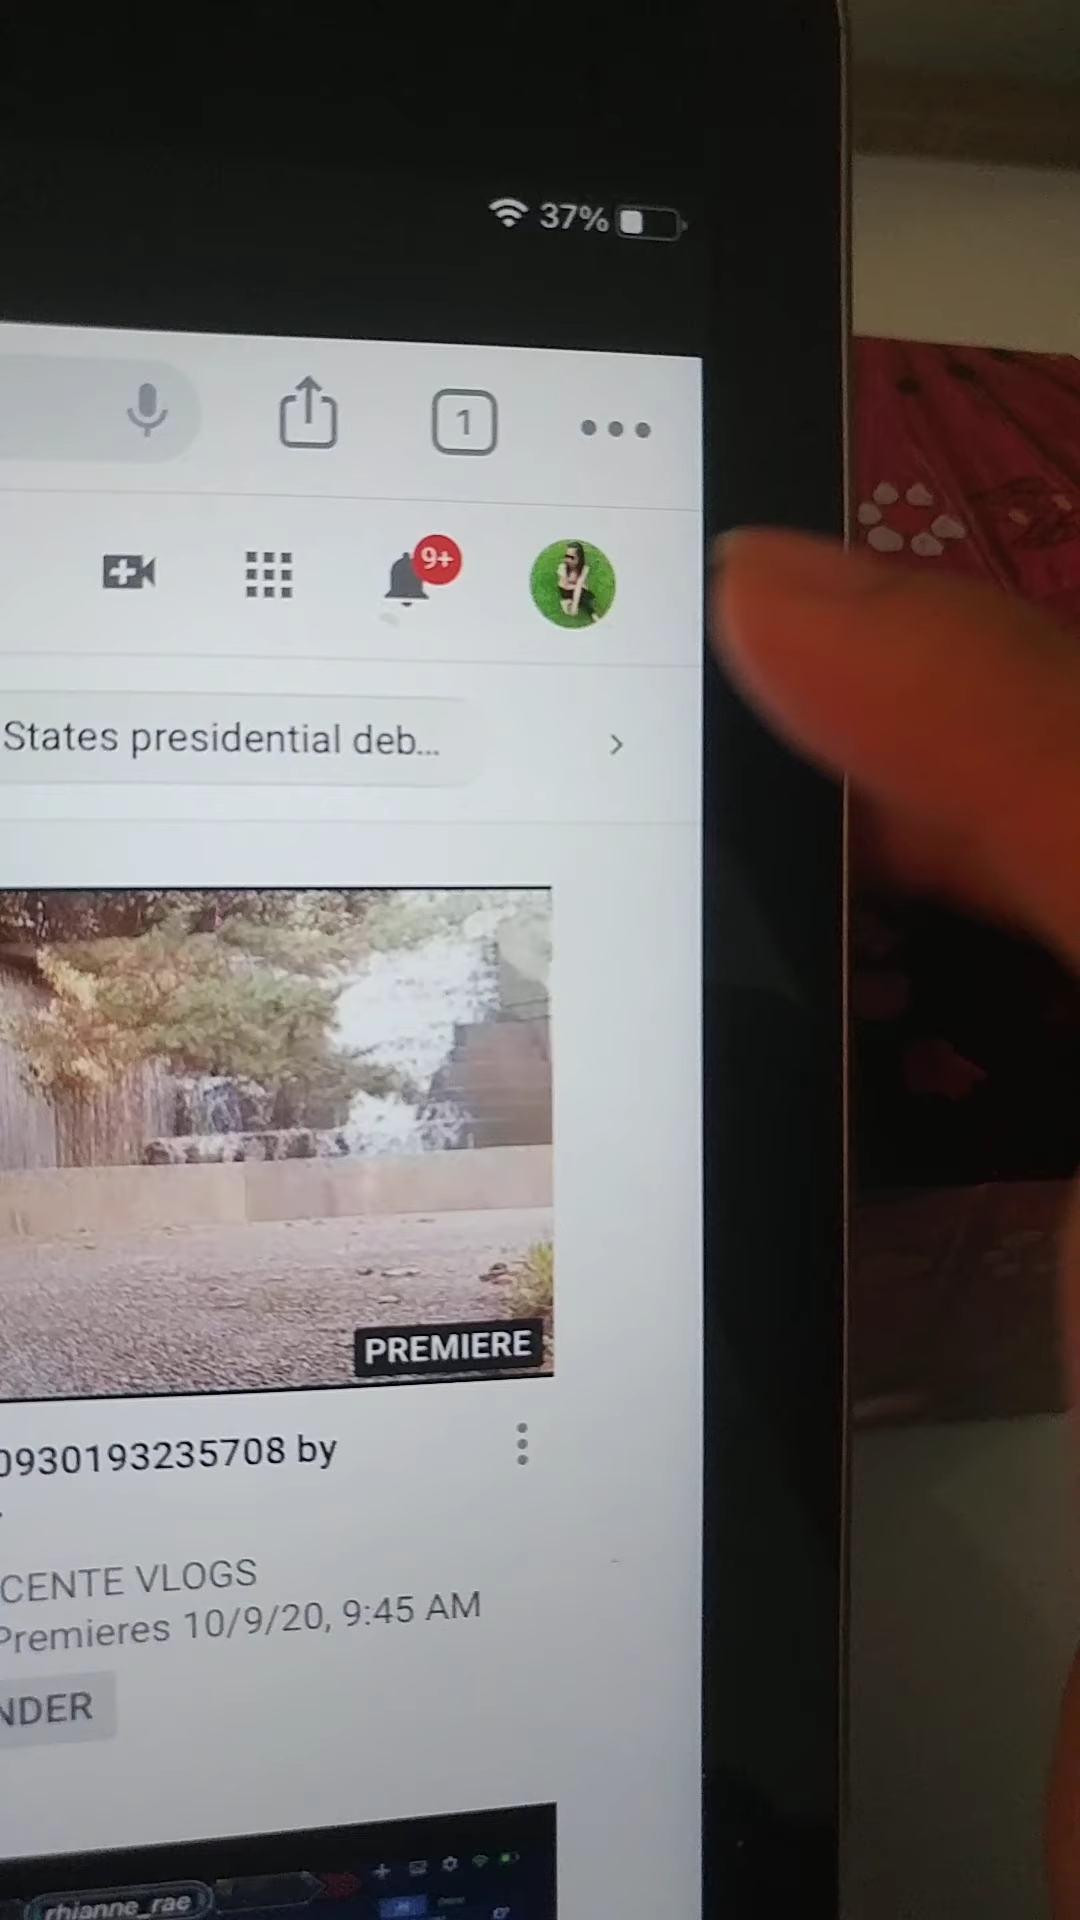 37%
1
9+
States presidential deb...
PREMIERE
0930193235708 by
CENTE VLOGS
Premieres 10/9/20, 9:45 AM
NDER
rhianne_rae